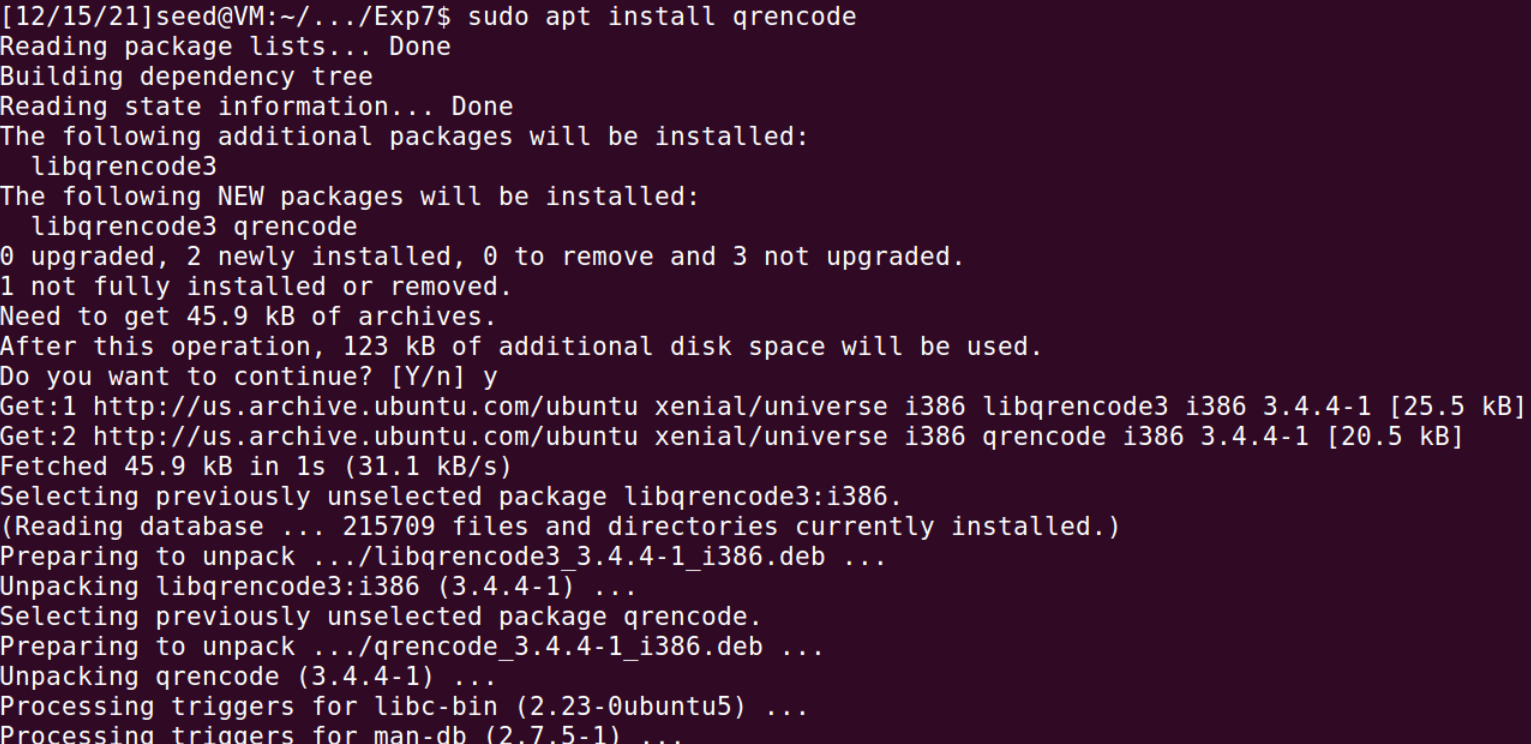 [12/15/21]seed@VM:~/.../Exp7$ sudo apt install qrencode
Reading package lists... Done
Building dependency tree
Reading state information... Done
The following additional packages will be installed:
  libqrencode3
The following NEW packages will be installed:
  libqrencode3 qrencode
0 upgraded, 2 newly installed, 0 to remove and 3 not upgraded.
1 not fully installed or removed.
Need to get 45.9 kB of archives.
After this operation, 123 kB of additional disk space will be used.
Do you want to continue? [Y/n] y
Get:1 http://us.archive.ubuntu.com/ubuntu xenial/universe i386 libqrencode3 i386 3.4.4-1 [25.5 kB]
Get:2 http://us.archive.ubuntu.com/ubuntu xenial/universe i386 qrencode i386 3.4.4-1 [20.5 kB]
Fetched 45.9 kB in 1s (31.1 kB/s)
Selecting previously unselected package libqrencode3:i386.
(Reading database ... 215709 files and directories currently installed.)
Preparing to unpack .../libqrencode3_3.4.4-1_i386.deb ...
Unpacking libqrencode3:i386 (3.4.4-1) ...
Selecting previously unselected package qrencode.
Preparing to unpack .../qrencode_3.4.4-1_i386.deb ...
Unpacking qrencode (3.4.4-1) ...
Processing triggers for libc-bin (2.23-0ubuntu5) ...
Processing triggers for man-db (2.7.5-1) ...